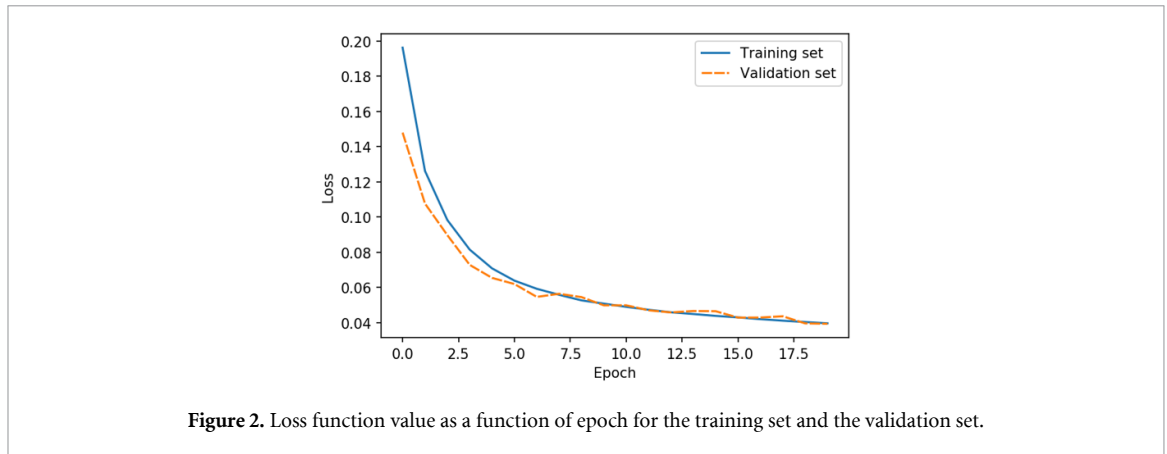 0.20
0.18
0.16
0.14
0.12
0.10
0.08
0.06
0.04
Loss
Training set
Validation set
0.0 2.5 5.0 7.5 10.0 12.5 15.0 17.5
Epoch
Figure 2. Loss function value as a function of epoch for the training set and the validation set.